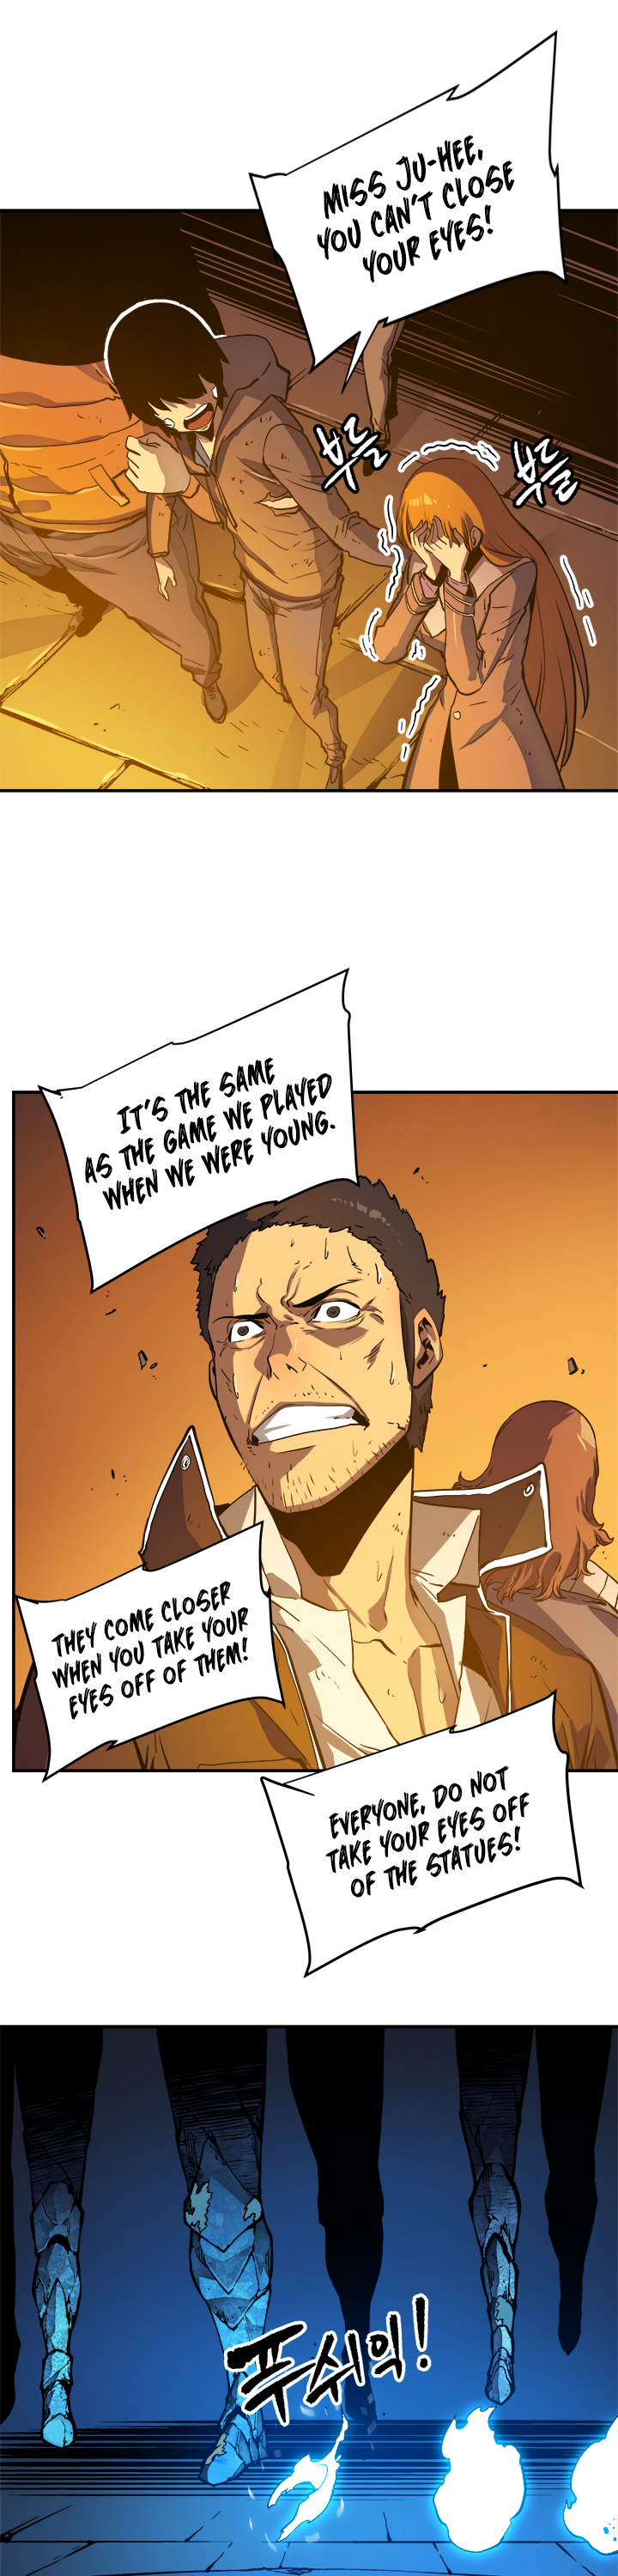 MISS JU-HEE,
YOU CAN'T CLOSE
YOUR EYES!
부들
부들
IT'S THE SAME
AS THE GAME WE PLAYED
WHEN WE WERE YOUNG.
THEY COME CLOSER
WHEN YOU TAKE YOUR
EYES OFF OF THEM!
EVERYONE, DO NOT
TAKE YOUR EYES OFF
OF THE STATUES!
푸쉬익!